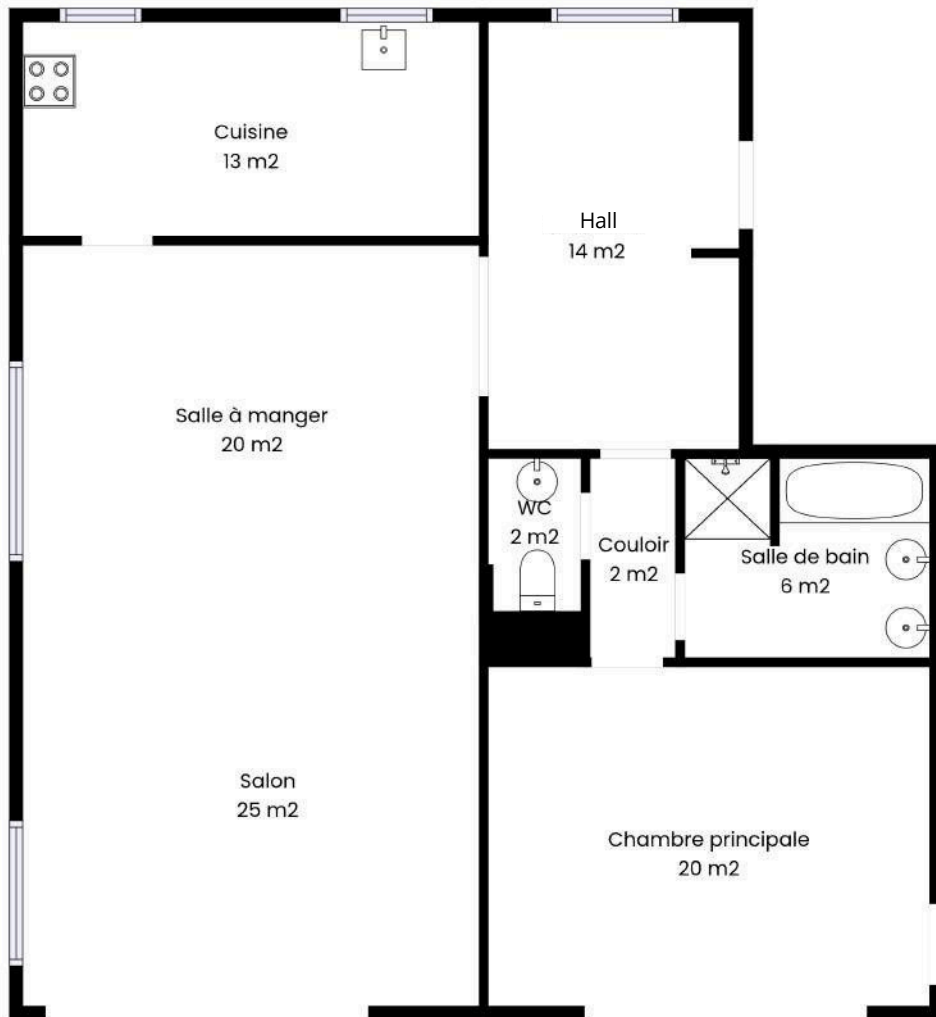 Cuisine
13 m2
Hall
14 m2
Salle à manger
20 m2
WC
2 m2
Couloir
2 m2
Salle de bain
6 m2
Salon
25 m2
Chambre principale
20 m2